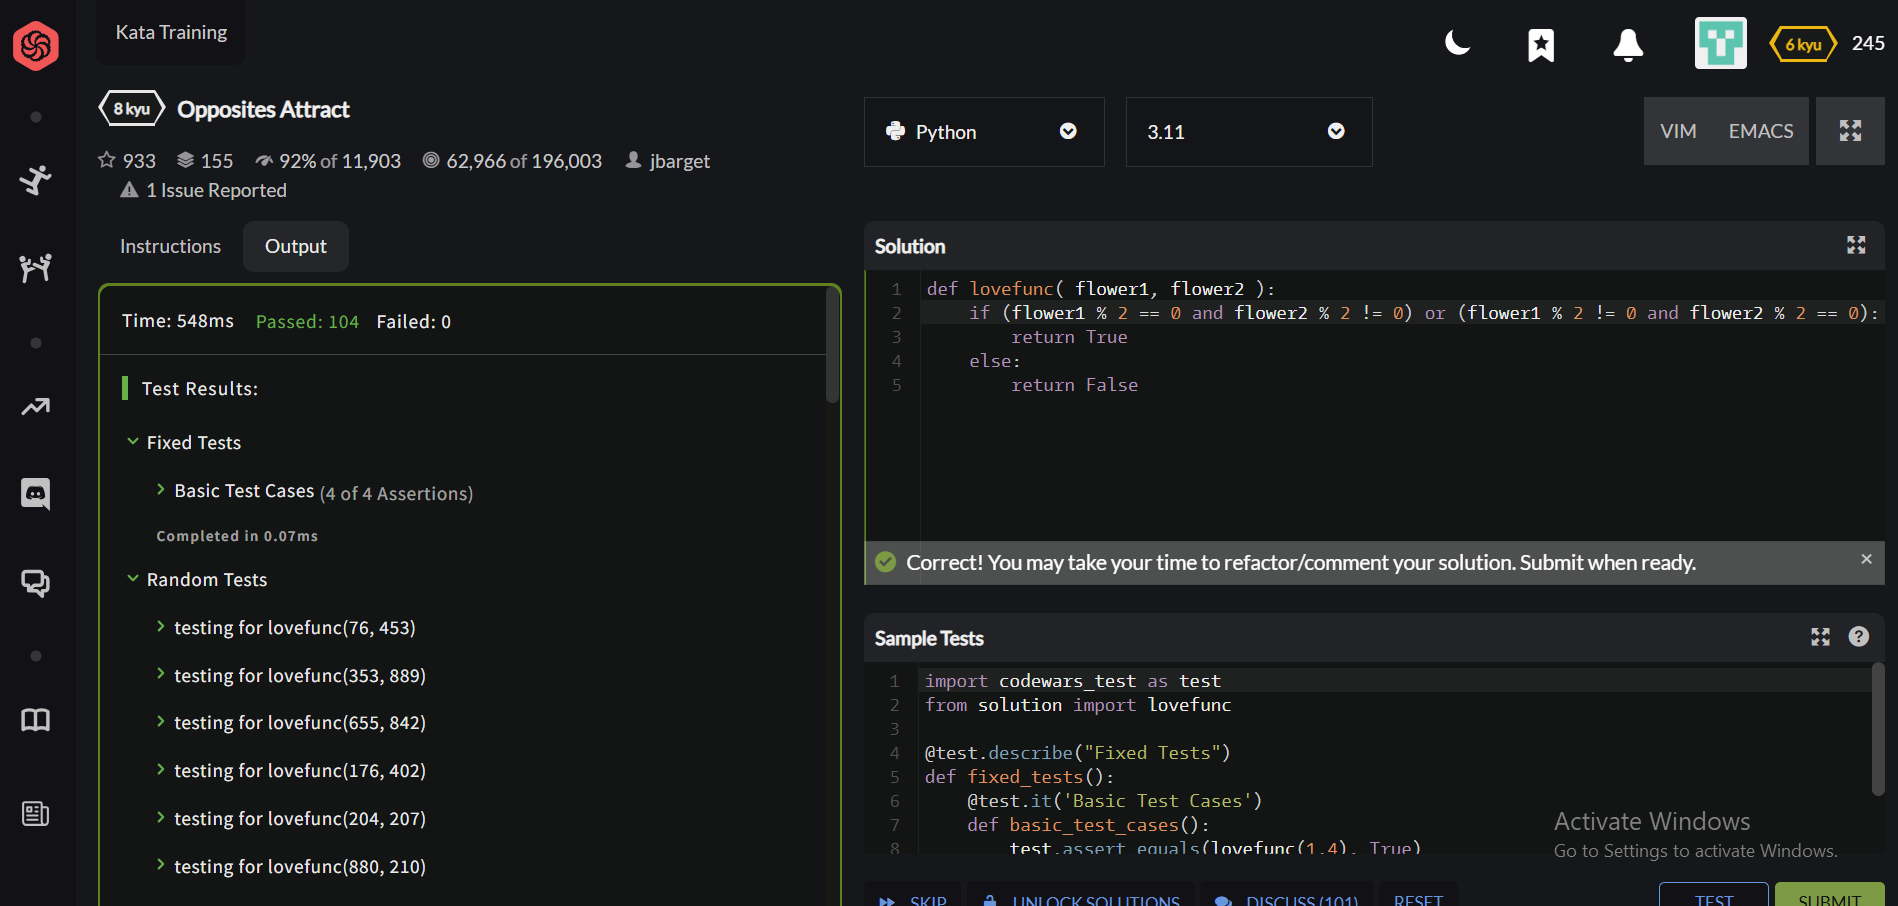 Kata Training
6 kyu 245
8 kyu Opposites Attract
933 155 92% of 11,903 62,966 of 196,003 jbarget
1 Issue Reported
Python 3.11 VIM EMACS
Instructions Output
Time: 548ms Passed: 104 Failed: 0
Test Results:
Fixed Tests
Basic Test Cases (4 of 4 Assertions)
Completed in 0.07ms
Random Tests
testing for lovefunc(76, 453)
testing for lovefunc(353, 889)
testing for lovefunc(655, 842)
testing for lovefunc(176, 402)
testing for lovefunc(204, 207)
testing for lovefunc(880, 210)
Solution
1 def lovefunc( flower1, flower2 ):
2 if (flower1 % 2 == 0 and flower2 % 2 != 0) or (flower1 % 2 != 0 and flower2 % 2 == 0):
3 return True
4 else:
5 return False
Correct! You may take your time to refactor/comment your solution. Submit when ready. ×
Sample Tests
1 import codewars_test as test
2 from solution import lovefunc
3
4 @test.describe("Fixed Tests")
5 def fixed_tests():
6 @test.it('Basic Test Cases')
7 def basic_test_cases():
8 test.assert_equals(lovefunc(1,4), True)
Activate Windows
Go to Settings to activate Windows.
SKIP UNLOCK SOLUTIONS DISCUSS (101) RESET TEST SUBMIT